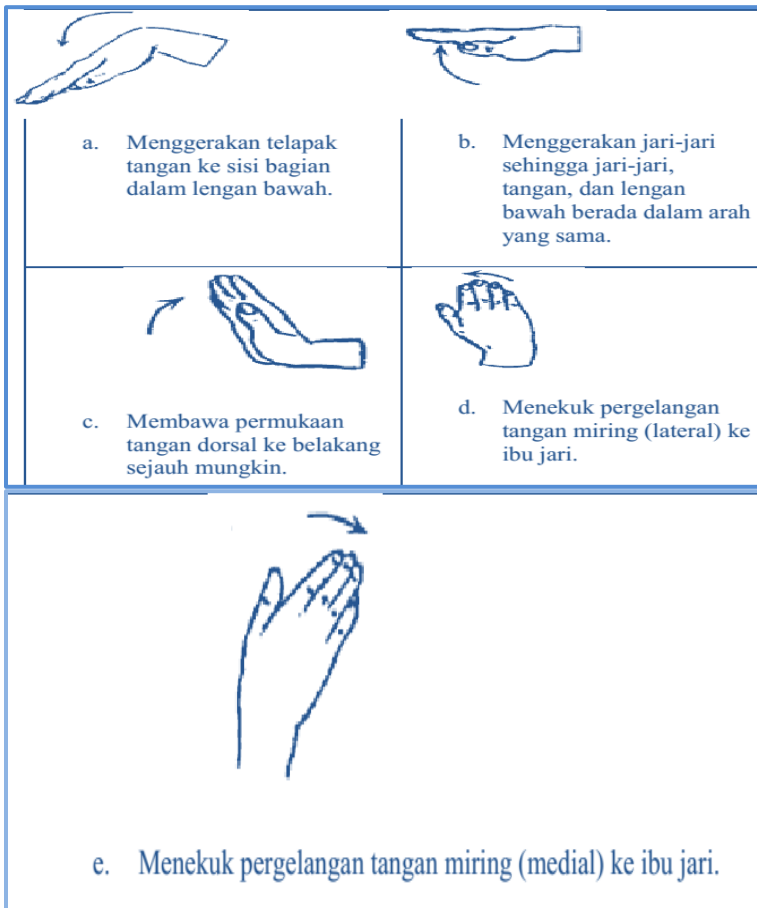 a. Menggerakan telapak
tangan ke sisi bagian
dalam lengan bawah.
b. Menggerakan jari-jari
sehingga jari-jari,
tangan, dan lengan
bawah berada dalam arah
yang sama.
c. Membawa permukaan
tangan dorsal ke belakang
sejauh mungkin.
d. Menekuk pergelangan
tangan miring (lateral) ke
ibu jari.
e. Menekuk pergelangan tangan miring (medial) ke ibu jari.